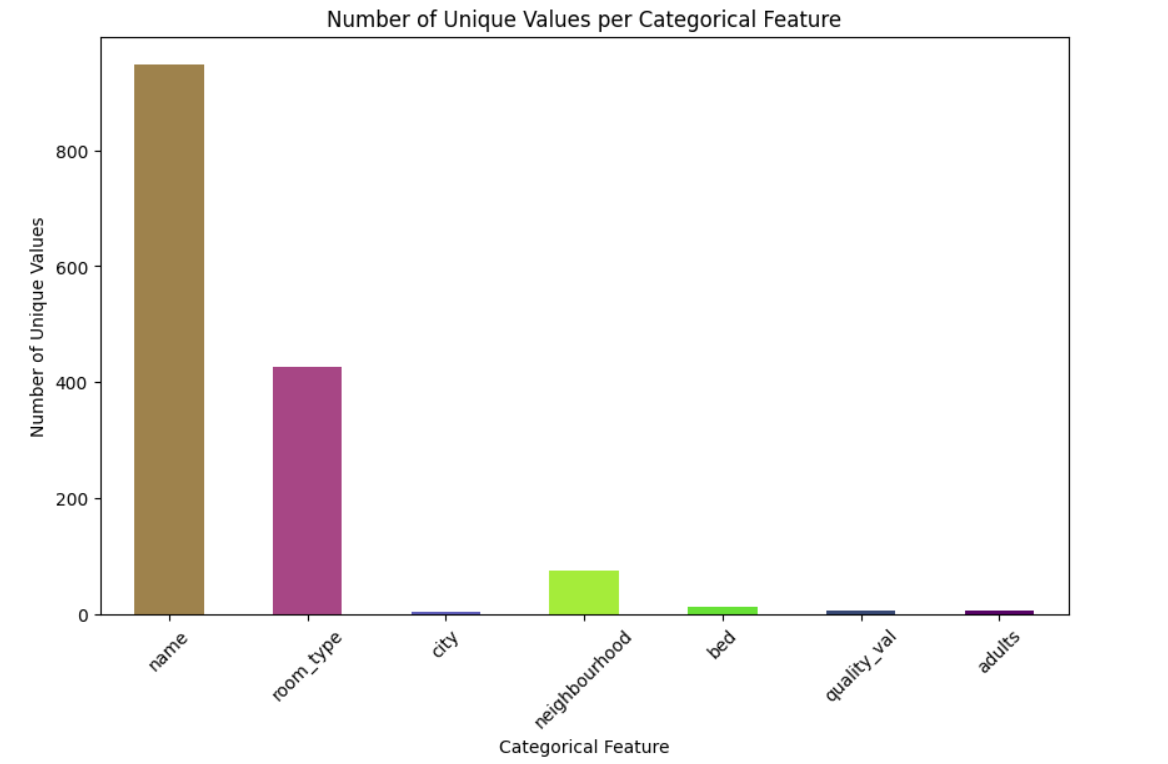 Number of Unique Values per Categorical Feature
Number of Unique Values
800
600
400
200
0
name
room_type
city
neighbourhood
bed
quality_val
adults
Categorical Feature